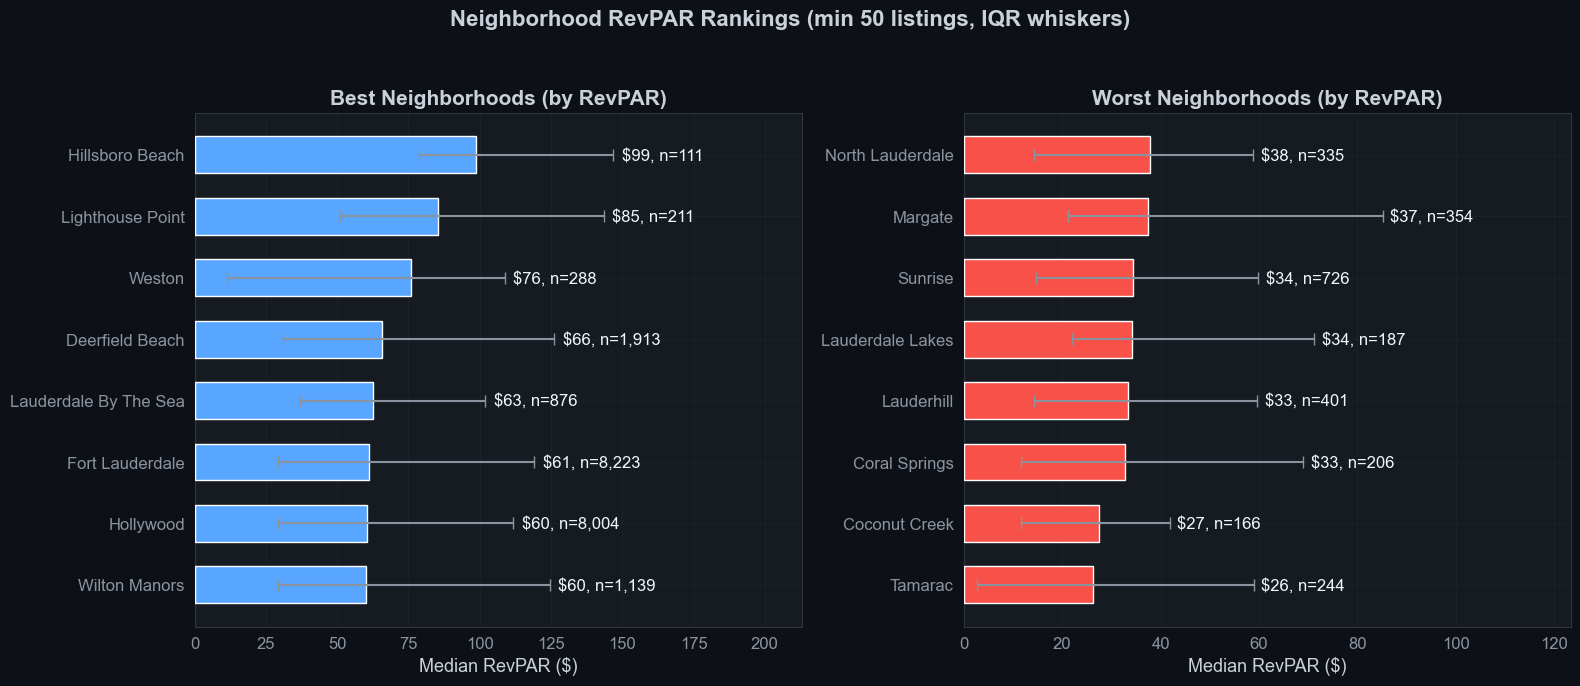 Neighborhood RevPAR Rankings (min 50 listings, IQR whiskers)
Best Neighborhoods (by RevPAR)
Hillsboro Beach $99, n=111
Lighthouse Point $85, n=211
Weston $76, n=288
Deerfield Beach $66, n=1,913
Lauderdale By The Sea $63, n=876
Fort Lauderdale $61, n=8,223
Hollywood $60, n=8,004
Wilton Manors $60, n=1,139
0 25 50 75 100 125 150 175 200
Median RevPAR ($)
Worst Neighborhoods (by RevPAR)
North Lauderdale $38, n=335
Margate $37, n=354
Sunrise $34, n=726
Lauderdale Lakes $34, n=187
Lauderhill $33, n=401
Coral Springs $33, n=206
Coconut Creek $27, n=166
Tamarac $26, n=244
0 20 40 60 80 100 120
Median RevPAR ($)